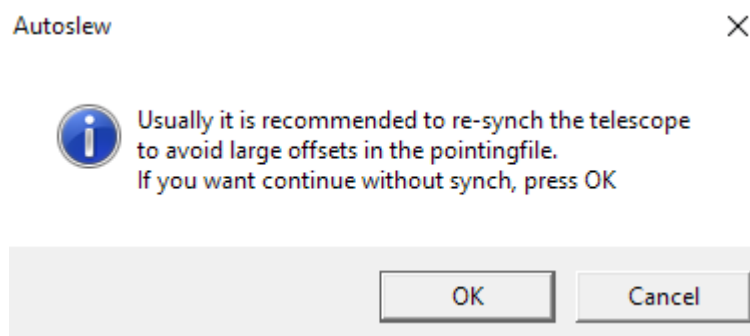 Autoslew
Usually it is recommended to re-synch the telescope
to avoid large offsets in the pointingfile.
If you want continue without synch, press OK
OK
Cancel